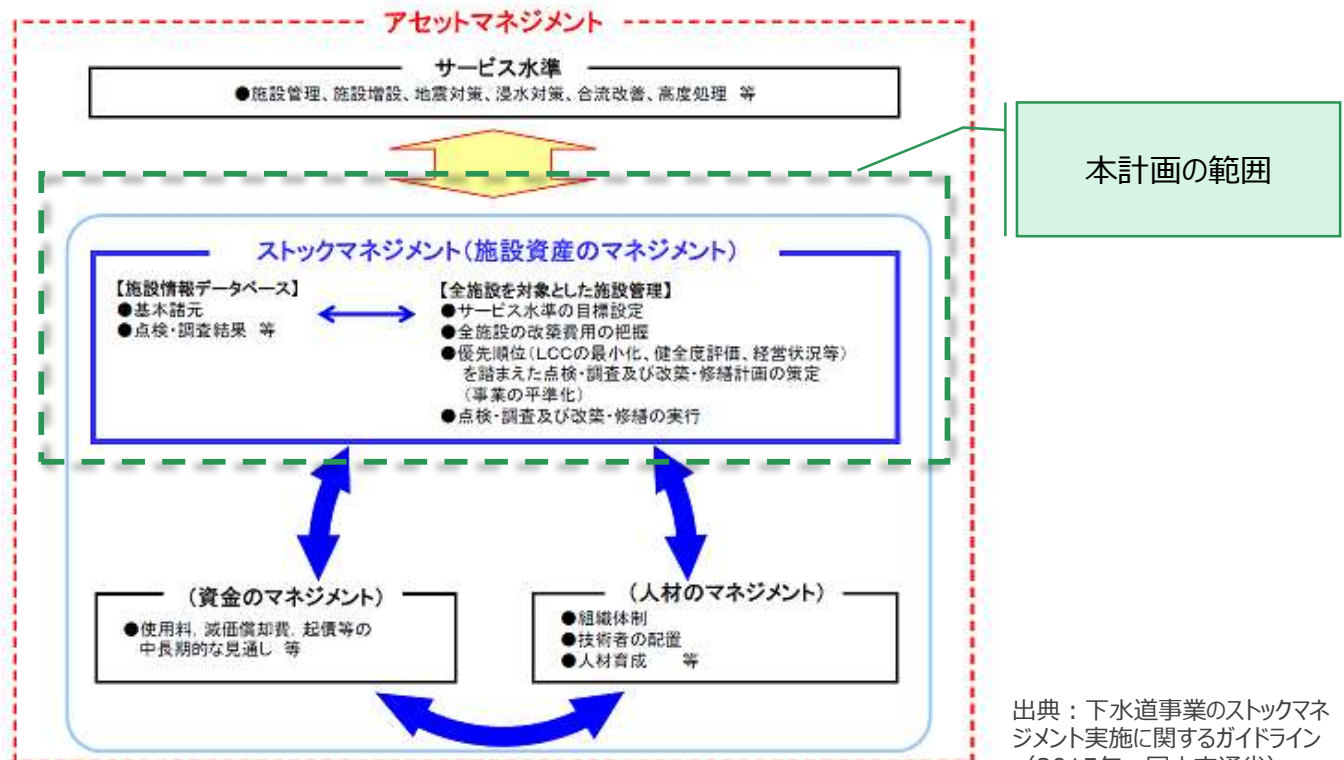 アセットマネジメント
サービス水準
●施設管理、施設増設、地震対策、浸水対策、合流改善、高度処理 等
本計画の範囲
ストックマネジメント(施設資産のマネジメント)
【施設情報データベース】
●基本諸元
●点検・調査結果 等
【全施設を対象とした施設管理】
●サービス水準の目標設定
●全施設の改築費用の把握
●優先順位(LCCの最小化、健全度評価、経営状況等)
を踏まえた点検・調査及び改築・修繕計画の策定
(事業の平準化)
●点検・調査及び改築・修繕の実行
(資金のマネジメント)
●使用料, 減価償却費, 起債等の
中長期的な見通し 等
(人材のマネジメント)
●組織体制
●技術者の配置
●人材育成 等
出典:下水道事業のストックマネ
ジメント実施に関するガイドライン